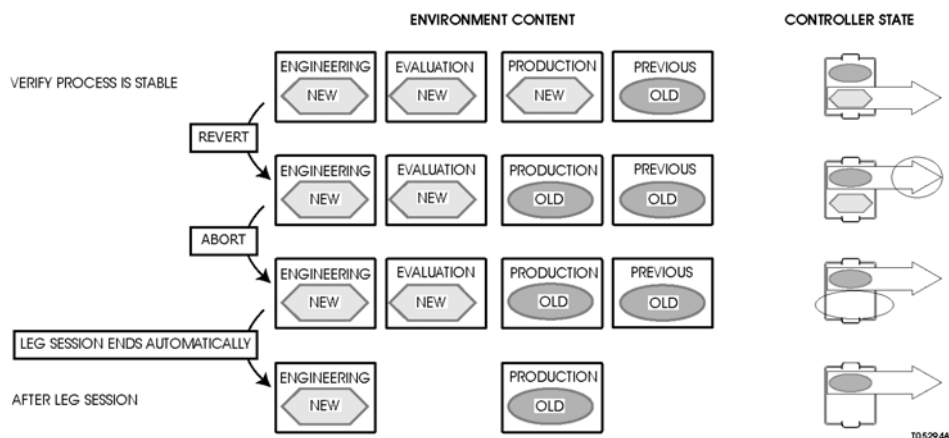 ENVIRONMENT CONTENT CONTROLLER STATE
VERIFY PROCESS IS STABLE
ENGINEERING EVALUATION PRODUCTION PREVIOUS
NEW NEW NEW OLD
REVERT
ENGINEERING EVALUATION PRODUCTION PREVIOUS
NEW NEW OLD OLD
ABORT
ENGINEERING EVALUATION PRODUCTION PREVIOUS
NEW NEW OLD OLD
LEG SESSION ENDS AUTOMATICALLY
ENGINEERING PRODUCTION
AFTER LEG SESSION
NEW OLD